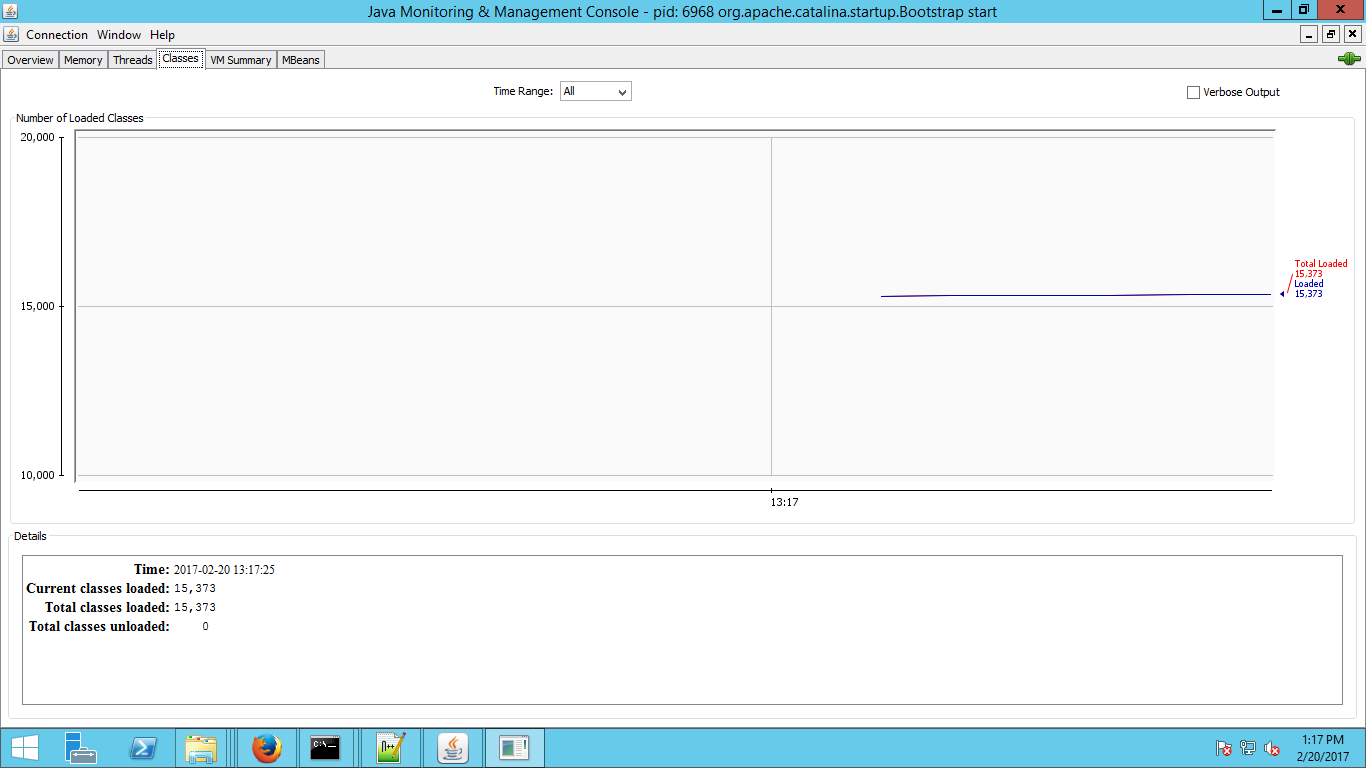 Java Monitoring & Management Console - pid: 6968 org.apache.catalina.startup.Bootstrap start
Connection Window Help
Overview Memory Threads Classes VM Summary MBeans
Time Range: All Verbose Output
Number of Loaded Classes
20,000
15,000
10,000
Total Loaded
15,373
Loaded
15,373
13:17
Details
Time: 2017-02-20 13:17:25
Current classes loaded: 15,373
Total classes loaded: 15,373
Total classes unloaded: 0
C:\_
1:17 PM
2/20/2017